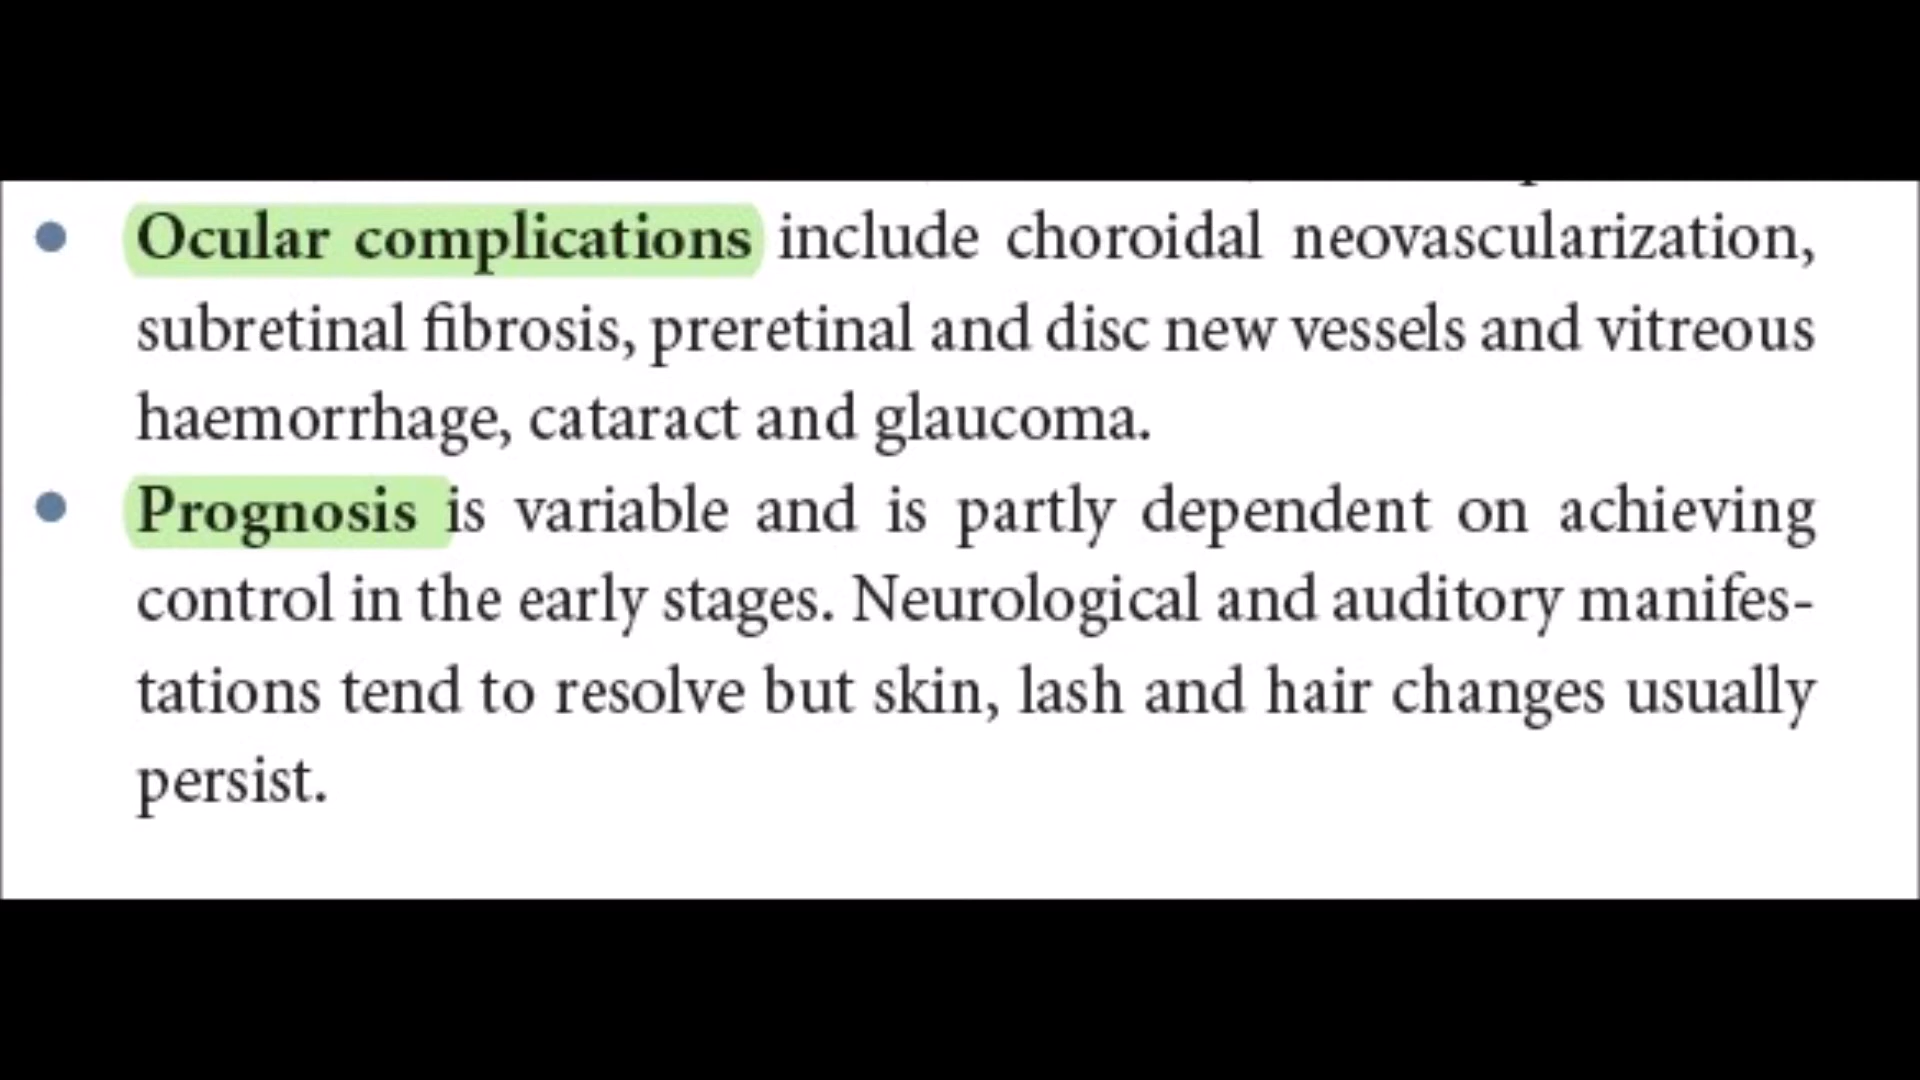 • Ocular complications include choroidal neovascularization,
subretinal fibrosis, preretinal and disc new vessels and vitreous
haemorrhage, cataract and glaucoma.
• Prognosis is variable and is partly dependent on achieving
control in the early stages. Neurological and auditory manifes-
tations tend to resolve but skin, lash and hair changes usually
persist.